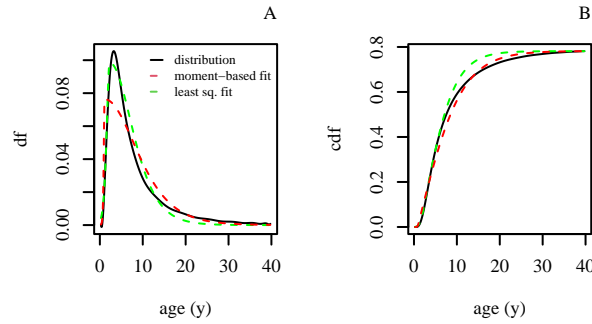 A
df
0.00
0.04
0.08
distribution
moment−based fit
least sq. fit
0 10 20 30 40
age (y)
B
cdf
0.0
0.2
0.4
0.6
0.8
0 10 20 30 40
age (y)